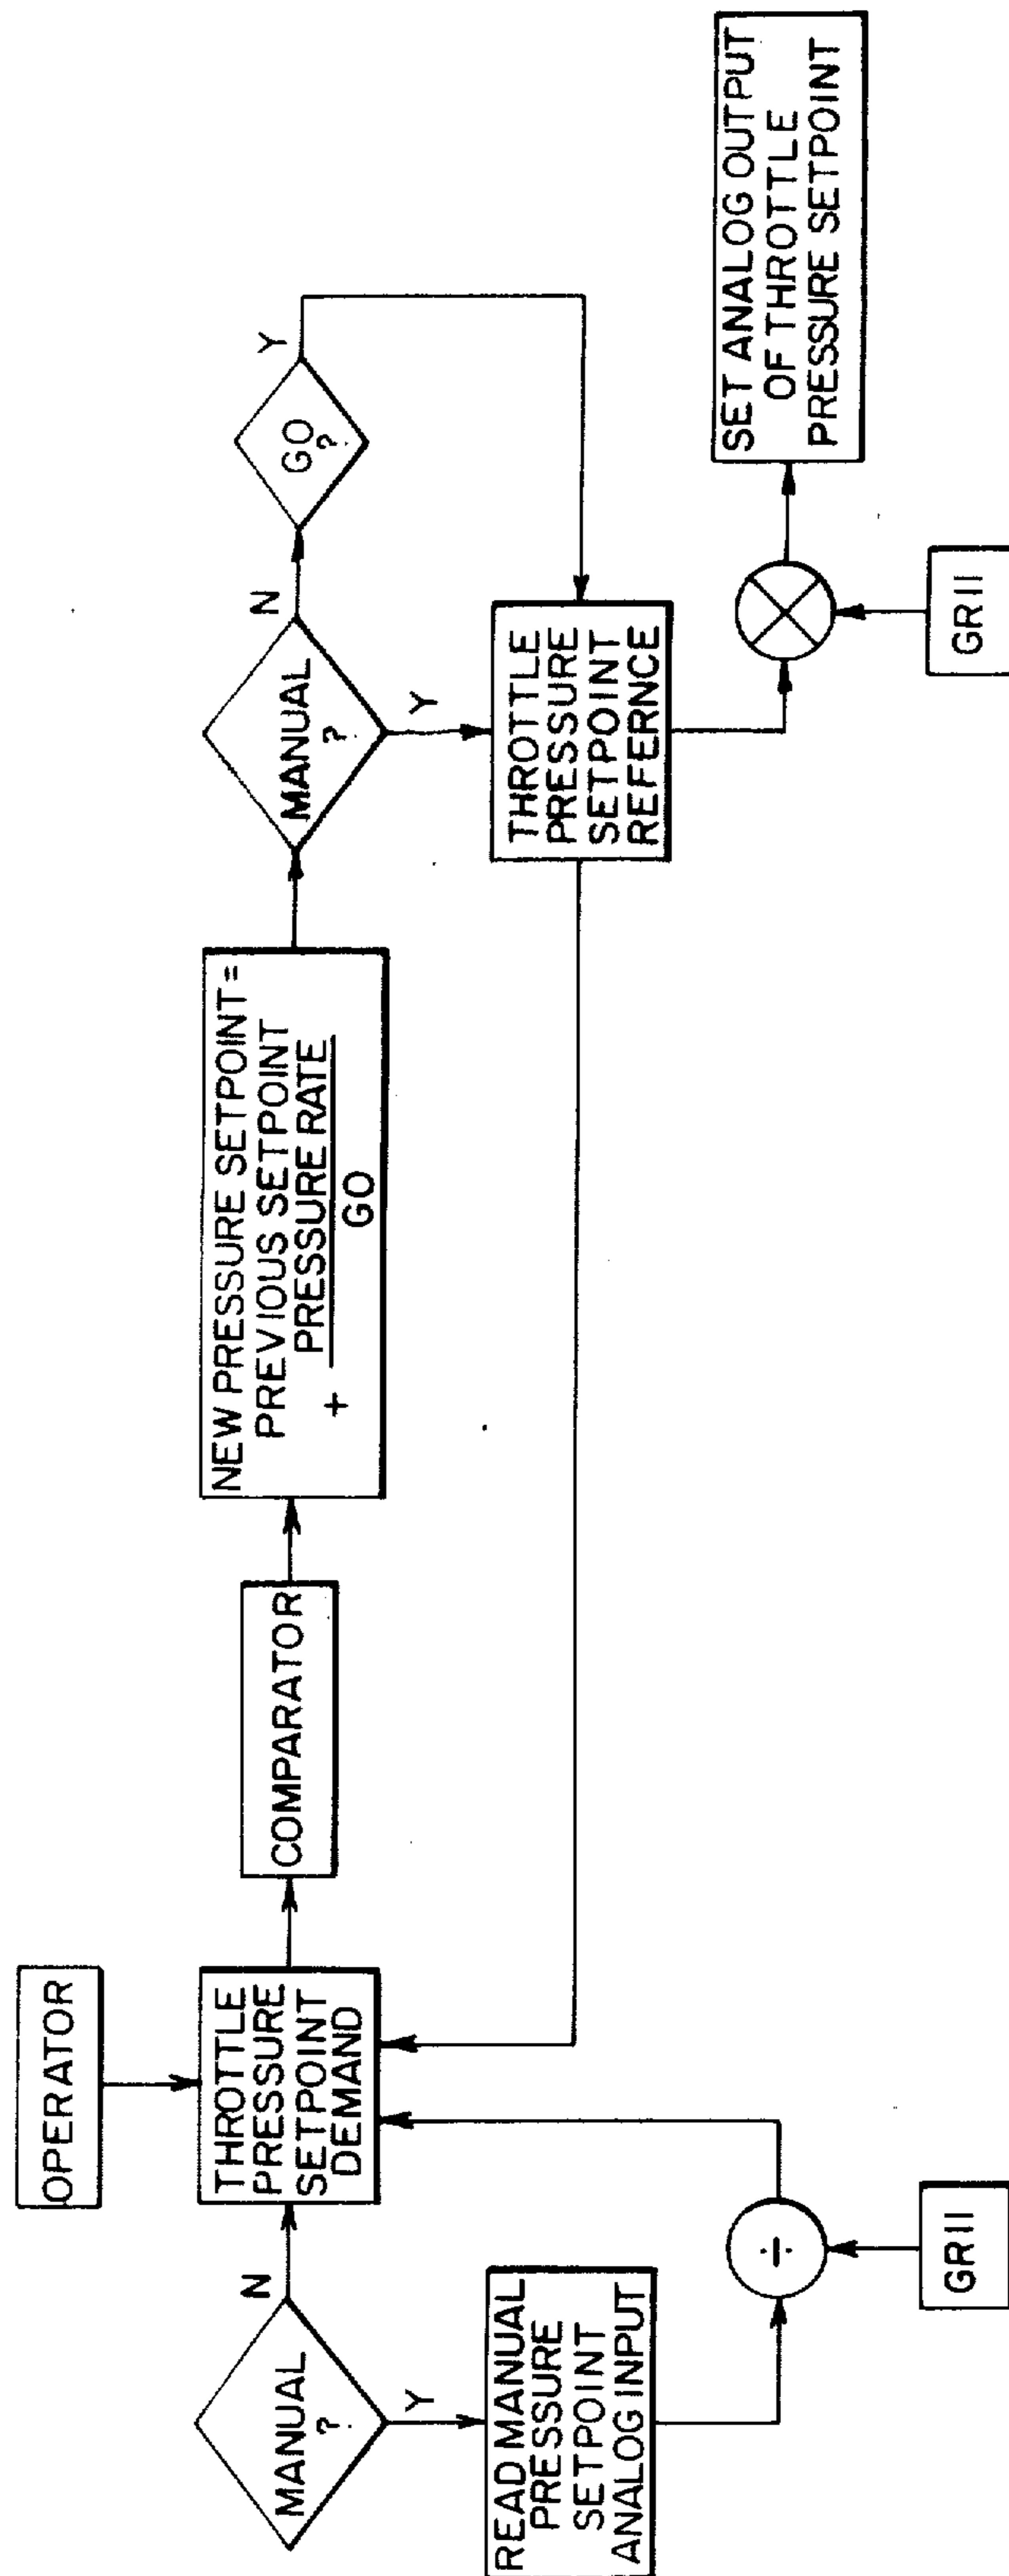 OPERATOR
MANUAL
?
N
Y
READ MANUAL
PRESSURE
SETPOINT
ANALOG INPUT
÷
GR11
THROTTLE
PRESSURE
SETPOINT
DEMAND
COMPARATOR
NEW PRESSURE SETPOINT =
PREVIOUS SETPOINT
+ PRESSURE RATE
GO
MANUAL
?
N
Y
GO
?
Y
THROTTLE
PRESSURE
SETPOINT
REFERENCE
GR11
SET ANALOG OUTPUT
OF THROTTLE
PRESSURE SETPOINT